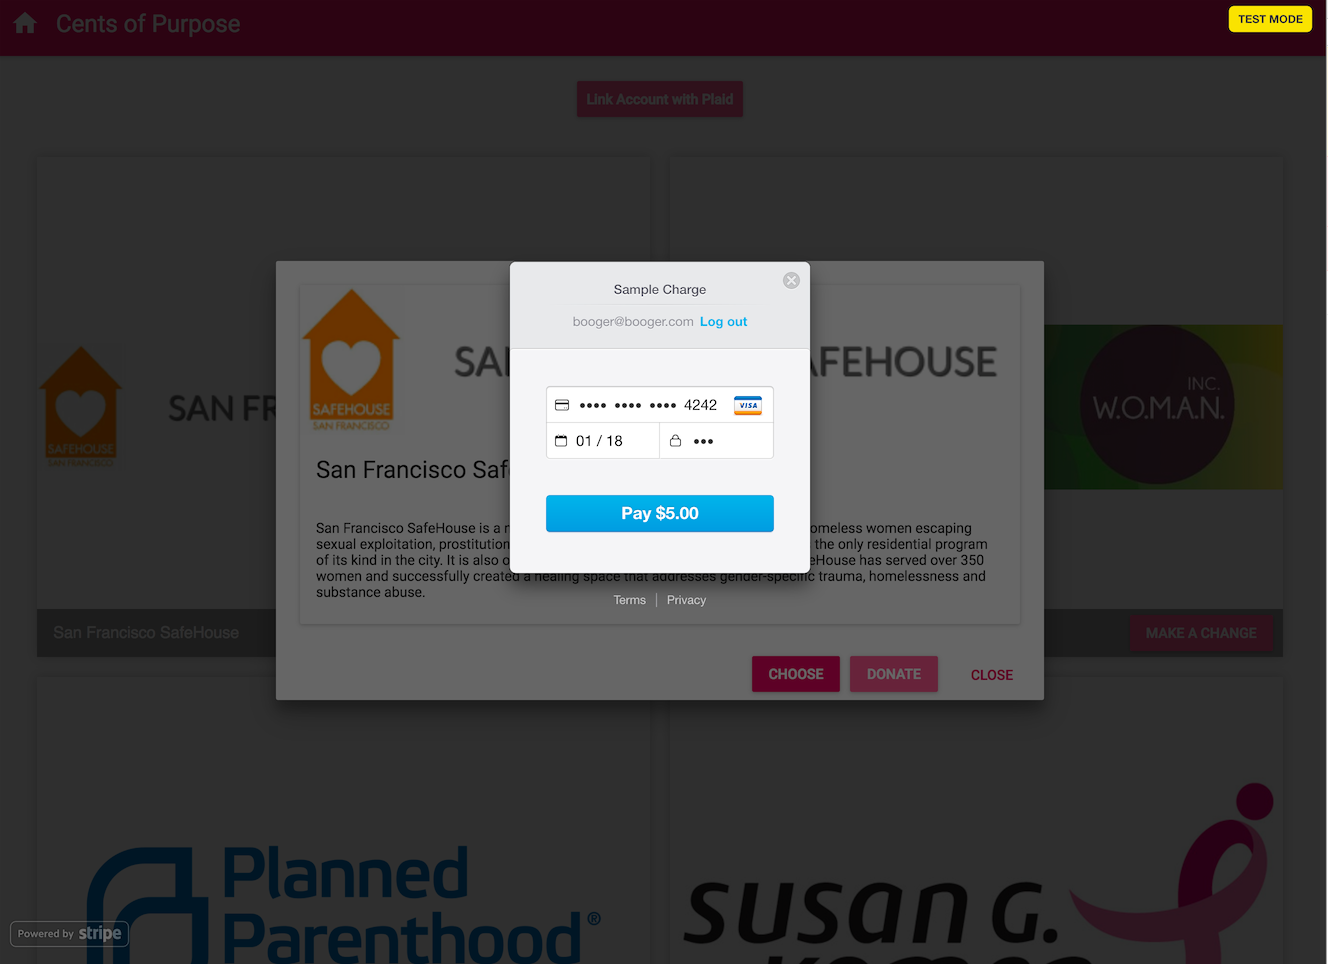 Cents of Purpose
TEST MODE
Link Account with Plaid
Sample Charge
booger@booger.com Log out
SAFEHOUSE
SAN FRANCISCO
SAFEHOUSE
SAN FRANCISCO
SAN FR
SA
AFEHOUSE
INC.
W.O.M.A.N.
•••• •••• •••• 4242 VISA
01 / 18 •••
Pay $5.00
San Francisco Saf
San Francisco SafeHouse is a omeless women escaping
sexual exploitation, prostitution the only residential program
of its kind in the city. It is also eHouse has served over 350
women and successfully created a healing space that addresses gender-specific trauma, homelessness and
substance abuse.
Terms | Privacy
San Francisco SafeHouse
MAKE A CHANGE
CHOOSE DONATE CLOSE
Planned
Parenthood®
susan G.
komen
Powered by stripe